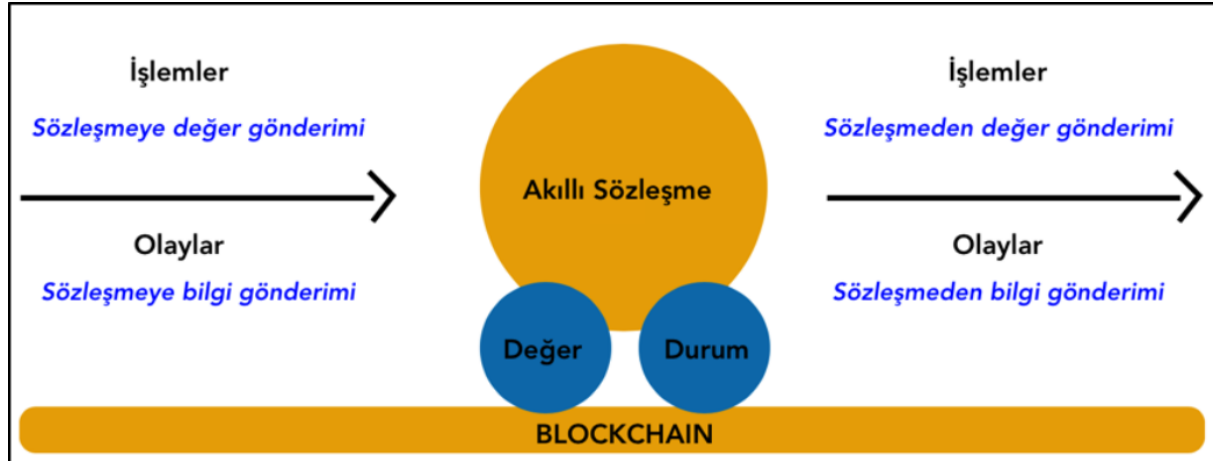 İşlemler
Sözleşmeye değer gönderimi
Olaylar
Sözleşmeye bilgi gönderimi
Akıllı Sözleşme
Değer
Durum
İşlemler
Sözleşmeden değer gönderimi
Olaylar
Sözleşmeden bilgi gönderimi
BLOCKCHAIN